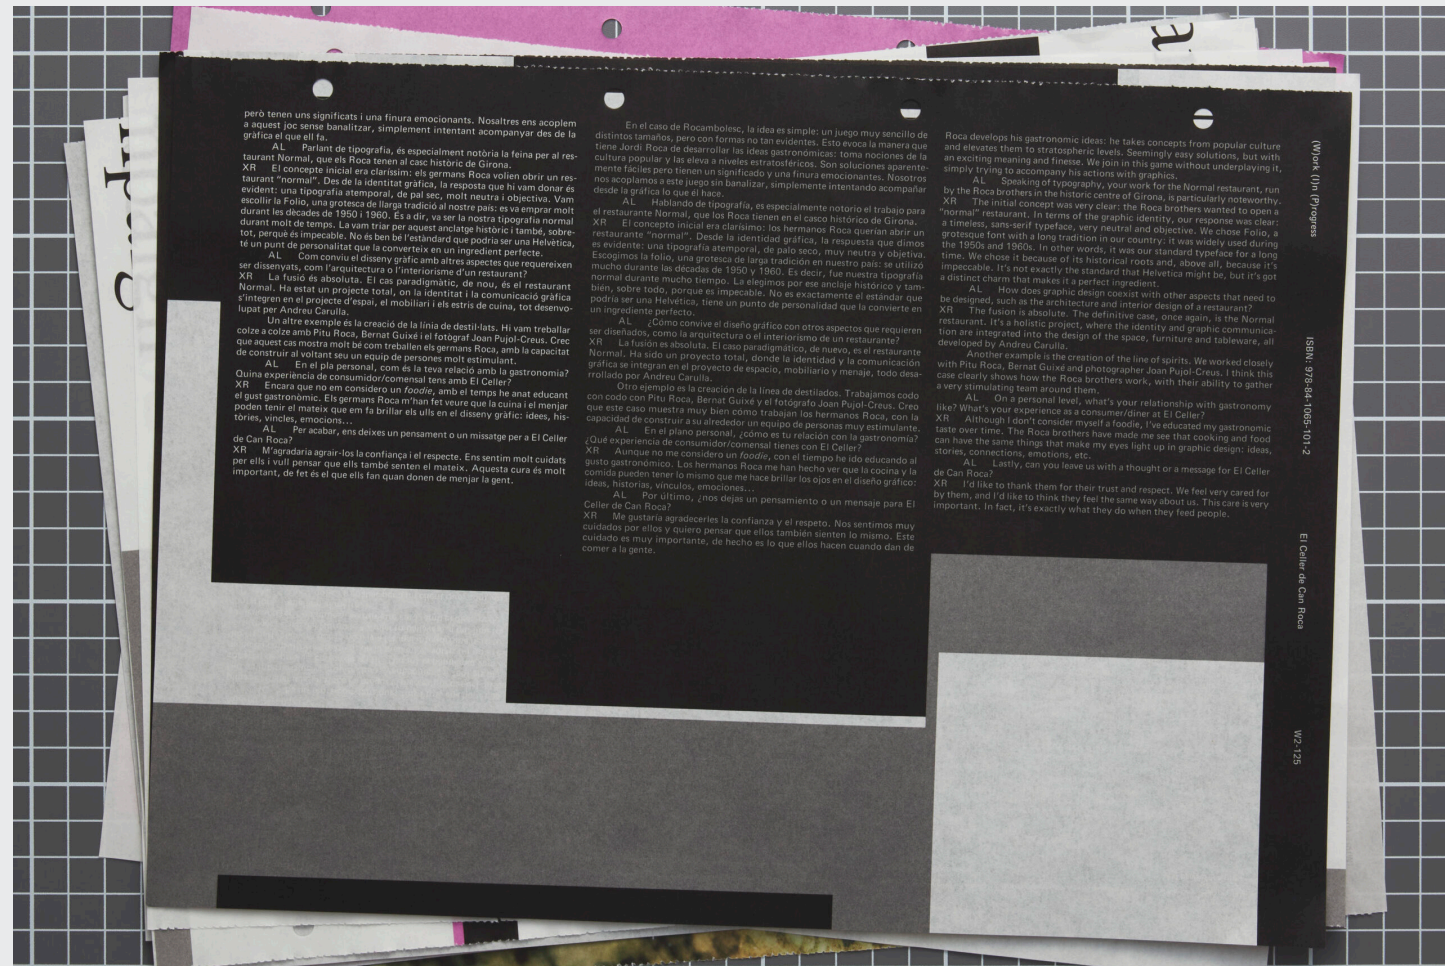 però tenen uns significats i una finura emocionants. Nosaltres ens acoplem
a aquest joc sense banalitzar, simplement intentant acompanyar des de la
gràfica el que ell fa.
AL Parlant de tipografia, és especialment notòria la feina per al res-
taurant Normal, que els Roca tenen al casc històric de Girona.
XR El concepte inicial era claríssim: els germans Roca volien obrir un res-
taurant “normal”. Des de la identitat gràfica, la resposta que hi vam donar és
evident: una tipografia atemporal, de pal sec, molt neutra i objectiva. Vam
escollir la Folio, una grotesca de llarga tradició al nostre país: es va emprar molt
durant les dècades de 1950 i 1960. És a dir, va ser la nostra tipografia normal
durant molt de temps. La vam triar per aquest anclatge històric i també, sobre-
tot, perquè és impecable. No és ben bé l’estàndard que podria ser una Helvètica,
té un punt de personalitat que la converteix en un ingredient perfecte.
AL Com conviu el disseny gràfic amb altres aspectes que requereixen
ser dissenyats, com l’arquitectura o l’interiorisme d’un restaurant?
XR La fusió és absoluta. El cas paradigmàtic, de nou, és el restaurant
Normal. Ha estat un projecte total, on la identitat i la comunicació gràfica
s’integren en el projecte d’espai, el mobiliari i els estris de cuina, tot desenvo-
lupat per Andreu Carulla.
Un altre exemple és la creació de la línia de destil·lats. Hi vam treballar
colze a colze amb Pitu Roca, Bernat Guixé i el fotògraf Joan Pujol-Creus. Crec
que aquest cas mostra molt bé com treballen els germans Roca, amb la capacitat
de construir al voltant seu un equip de persones molt estimulant.
AL En el pla personal, com és la teva relació amb la gastronomia?
Quina experiència de consumidor/comensal tens amb El Celler?
XR Encara que no em considero un foodie, amb el temps he anat educant
el gust gastronòmic. Els germans Roca m’han fet veure que la cuina i el menjar
poden tenir el mateix que em fa brillar els ulls en el disseny gràfic: idees, his-
tòries, vincles, emocions...
AL Per acabar, ens deixes un pensament o un missatge per a El Celler
de Can Roca?
XR M’agradaria agrair-los la confiança i el respecte. Ens sentim molt cuidats
per ells i vull pensar que ells també senten el mateix. Aquesta cura és molt
important, de fet és el que ells fan quan donen de menjar la gent.
En el caso de Rocambolesc, la idea es simple: un juego muy sencillo de
distintos tamaños, pero con formas no tan evidentes. Esto evoca la manera que
tiene Jordi Roca de desarrollar las ideas gastronómicas: toma nociones de la
cultura popular y las eleva a niveles estratosféricos. Son soluciones aparente-
mente fáciles pero tienen un significado y una finura emocionantes. Nosotros
nos acoplamos a este juego sin banalizar, simplemente intentando acompañar
desde la gráfica lo que él hace.
AL Hablando de tipografía, es especialmente notorio el trabajo para
el restaurante Normal, que los Roca tienen en el casco histórico de Girona.
XR El concepto inicial era clarísimo: los hermanos Roca querían abrir un
restaurante “normal”. Desde la identidad gráfica, la respuesta que dimos
es evidente: una tipografía atemporal, de palo seco, muy neutra y objetiva.
Escogimos la folio, una grotesca de larga tradición en nuestro país: se utilizó
mucho durante las décadas de 1950 y 1960. Es decir, fue nuestra tipografía
normal durante mucho tiempo. La elegimos por ese anclaje histórico y tam-
bién, sobre todo, porque es impecable. No es exactamente el estándar que
podría ser una Helvética, tiene un punto de personalidad que la convierte en
un ingrediente perfecto.
AL ¿Cómo convive el diseño gráfico con otros aspectos que requieren
ser diseñados, como la arquitectura o el interiorismo de un restaurante?
XR La fusión es absoluta. El caso paradigmático, de nuevo, es el restaurante
Normal. Ha sido un proyecto total, donde la identidad y la comunicación
gráfica se integran en el proyecto de espacio, mobiliario y menaje, todo desa-
rrollado por Andreu Carulla.
Otro ejemplo es la creación de la línea de destilados. Trabajamos codo
con codo con Pitu Roca, Bernat Guixé y el fotógrafo Joan Pujol-Creus. Creo
que este caso muestra muy bien cómo trabajan los hermanos Roca, con la
capacidad de construir a su alrededor un equipo de personas muy estimulante.
AL En el plano personal, ¿cómo es tu relación con la gastronomía?
¿Qué experiencia de consumidor/comensal tienes con El Celler?
XR Aunque no me considero un foodie, con el tiempo he ido educando al
gusto gastronómico. Los hermanos Roca me han hecho ver que la cocina y la
comida pueden tener lo mismo que me hace brillar los ojos en el diseño gráfico:
ideas, historias, vínculos, emociones...
AL Por último, ¿nos dejas un pensamiento o un mensaje para El
Celler de Can Roca?
XR Me gustaría agradecerles la confianza y el respeto. Nos sentimos muy
cuidados por ellos y quiero pensar que ellos también sienten lo mismo. Este
cuidado es muy importante, de hecho es lo que ellos hacen cuando dan de
comer a la gente.
Roca develops his gastronomic ideas: he takes concepts from popular culture
and elevates them to stratospheric levels. Seemingly easy solutions, but with
an exciting meaning and finesse. We join in this game without underplaying it,
simply trying to accompany his actions with graphics.
AL Speaking of typography, your work for the Normal restaurant, run
by the Roca brothers in the historic centre of Girona, is particularly noteworthy.
XR The initial concept was very clear: the Roca brothers wanted to open a
“normal” restaurant. In terms of the graphic identity, our response was clear:
a timeless, sans-serif typeface, very neutral and objective. We chose Folio, a
grotesque font with a long tradition in our country: it was widely used during
the 1950s and 1960s. In other words, it was our standard typeface for a long
time. We chose it because of its historical roots and, above all, because it’s
impeccable. It’s not exactly the standard that Helvetica might be, but it’s got
a distinct charm that makes it a perfect ingredient.
AL How does graphic design coexist with other aspects that need to
be designed, such as the architecture and interior design of a restaurant?
XR The fusion is absolute. The definitive case, once again, is the Normal
restaurant. It’s a holistic project, where the identity and graphic communica-
tion are integrated into the design of the space, furniture and tableware, all
developed by Andreu Carulla.
Another example is the creation of the line of spirits. We worked closely
with Pitu Roca, Bernat Guixé and photographer Joan Pujol-Creus. I think this
case clearly shows how the Roca brothers work, with their ability to gather
a very stimulating team around them.
AL On a personal level, what’s your relationship with gastronomy
like? What’s your experience as a consumer/diner at El Celler?
XR Although I don’t consider myself a foodie, I’ve educated my gastronomic
taste over time. The Roca brothers have made me see that cooking and food
can have the same things that make my eyes light up in graphic design: ideas,
stories, connections, emotions, etc.
AL Lastly, can you leave us with a thought or a message for El Celler
de Can Roca?
XR I’d like to thank them for their trust and respect. We feel very cared for
by them, and I’d like to think they feel the same way about us. This care is very
important. In fact, it’s exactly what they do when they feed people.
(W)ork (I)n (P)rogress
ISBN: 978-84-1065-101-2
El Celler de Can Roca
W2-125
a